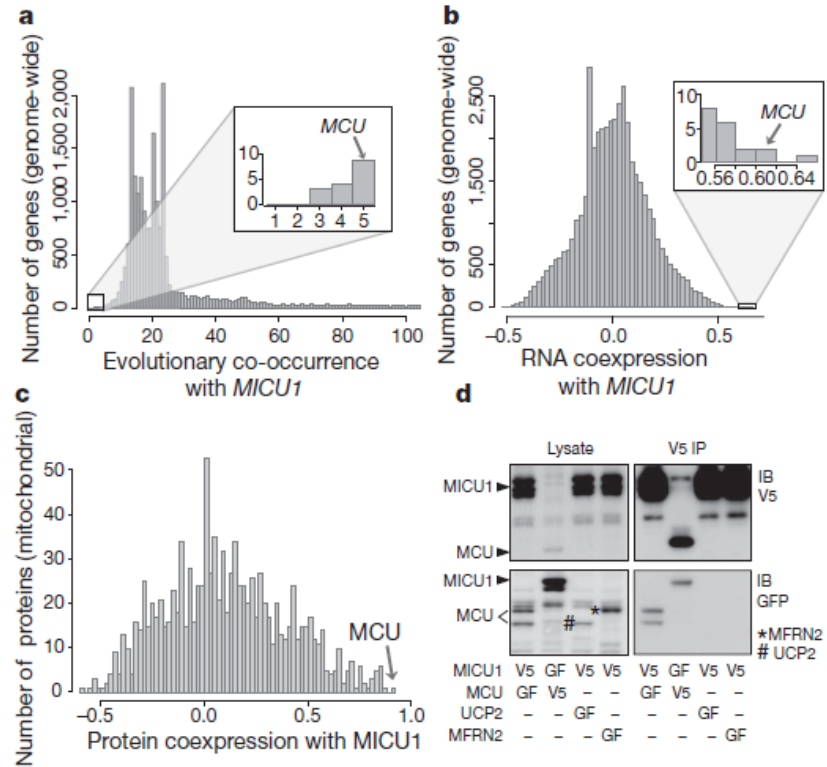 a
Number of genes (genome-wide)
2,000
1,500
1,000
500
0
MCU
10
5
0
1 2 3 4 5
0 20 40 60 80 100
Evolutionary co-occurrence
with MICU1
b
Number of genes (genome-wide)
2,500
1,500
500
0
MCU
10
5
0
0.56 0.60 0.64
–0.5 0.0 0.5
RNA coexpression
with MICU1
c
Number of proteins (mitochondrial)
50
40
30
20
10
0
MCU
–0.5 0.0 0.5 1.0
Protein coexpression with MICU1
d
Lysate V5 IP
MICU1
MCU
IB
V5
MICU1
MCU
* #
IB
GFP
*MFRN2
# UCP2
MICU1 V5 GF V5 V5 V5 GF V5 V5
MCU GF V5 – – GF V5 – –
UCP2 – – GF – – – GF –
MFRN2 – – – GF – – – GF